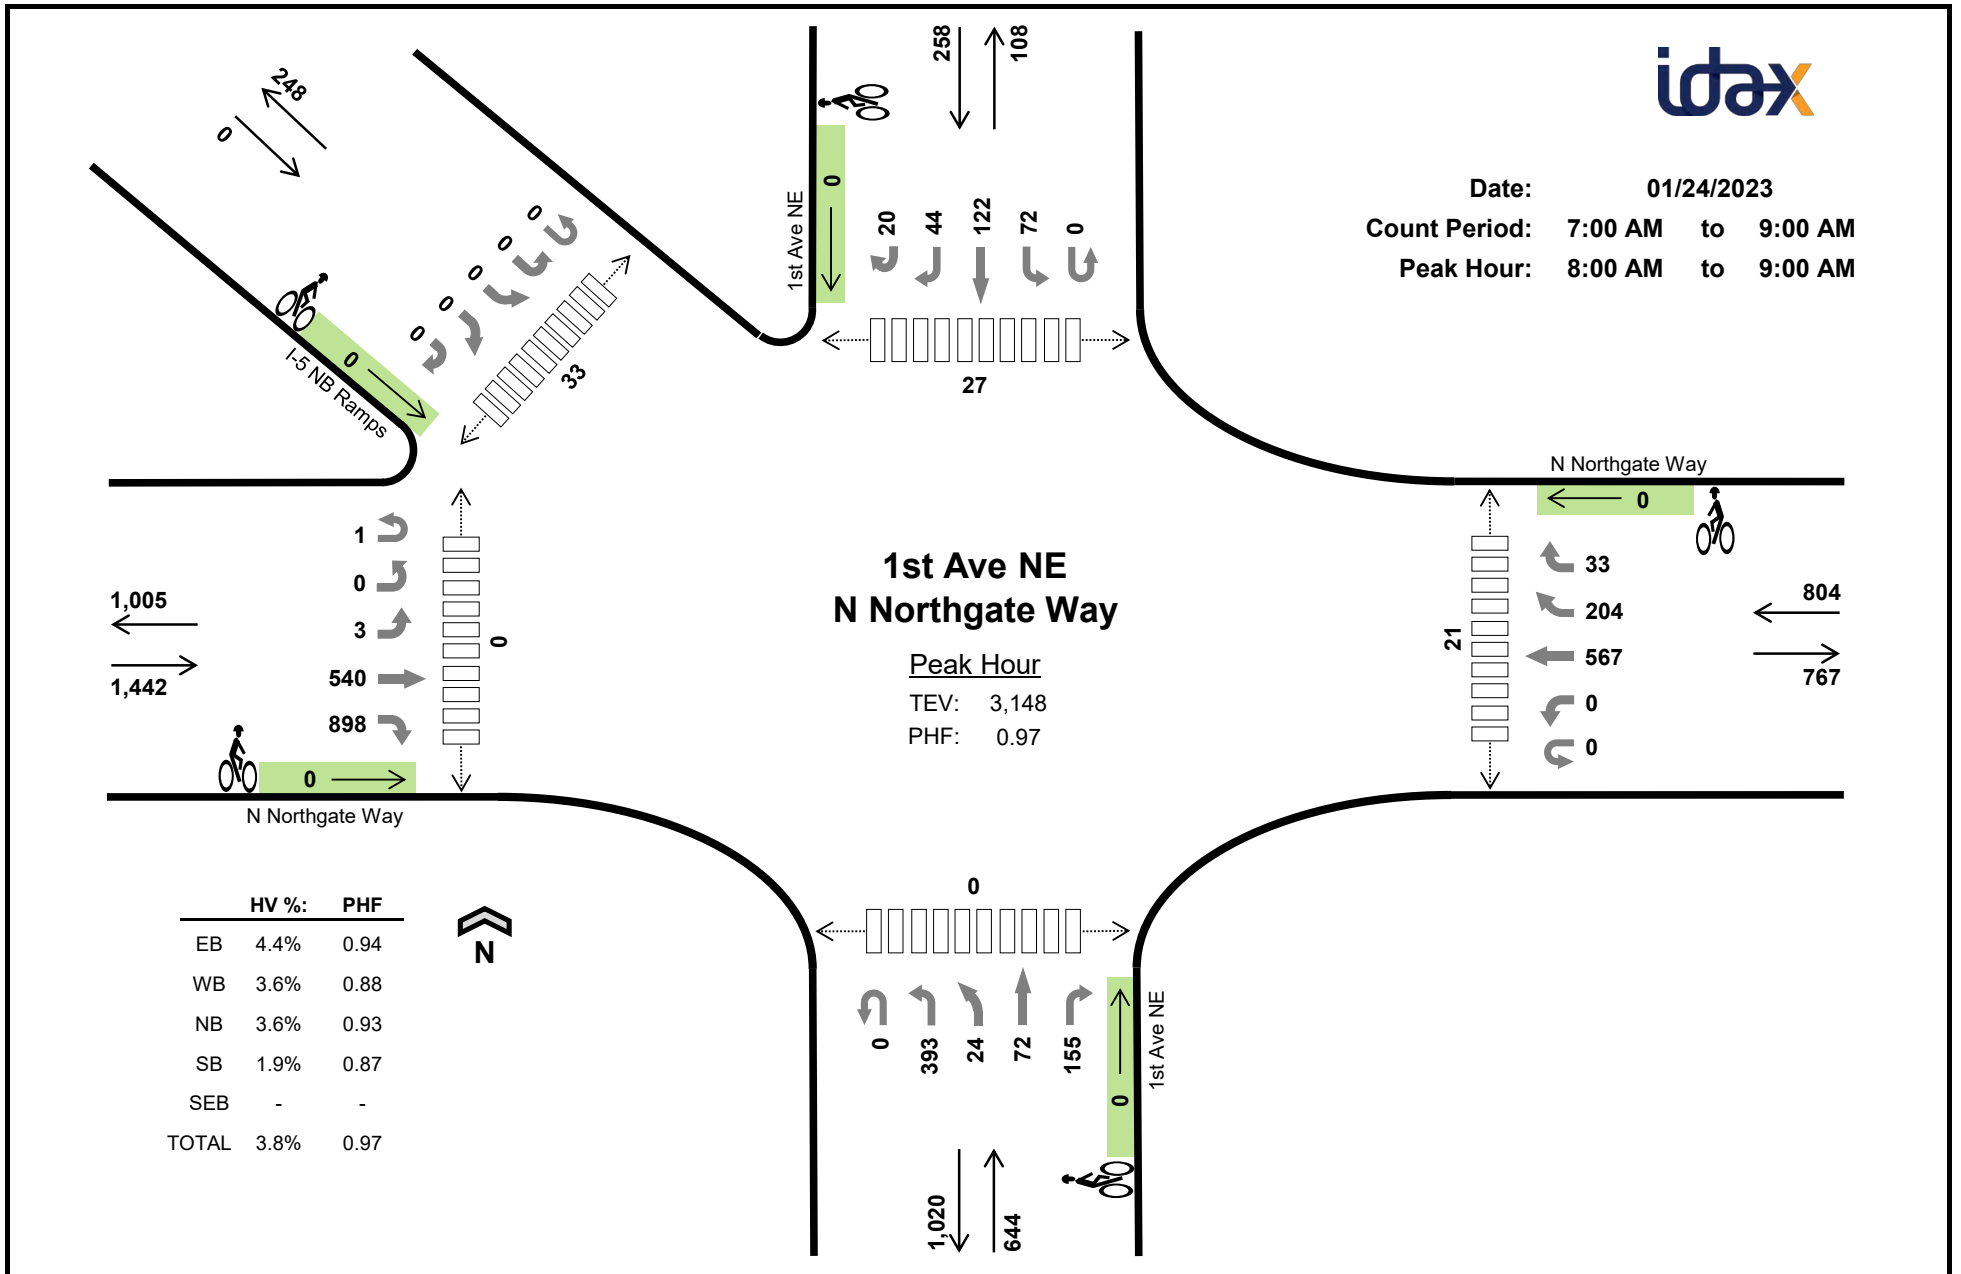 idax
Date: 01/24/2023
Count Period: 7:00 AM to 9:00 AM
Peak Hour: 8:00 AM to 9:00 AM
258
108
248
0
1st Ave NE
0
20
44
122
72
0
27
0
0
0
0
0
33
0
I-5 NB Ramps
N Northgate Way
0
1
0
3
540
898
0
1,005
1,442
0
N Northgate Way
1st Ave NE
N Northgate Way
Peak Hour
TEV: 3,148
PHF: 0.97
21
33
204
567
0
0
804
767
HV %: PHF
EB 4.4% 0.94
WB 3.6% 0.88
NB 3.6% 0.93
SB 1.9% 0.87
SEB - -
TOTAL 3.8% 0.97
N
0
0
393
24
72
155
0
1st Ave NE
1,020
644